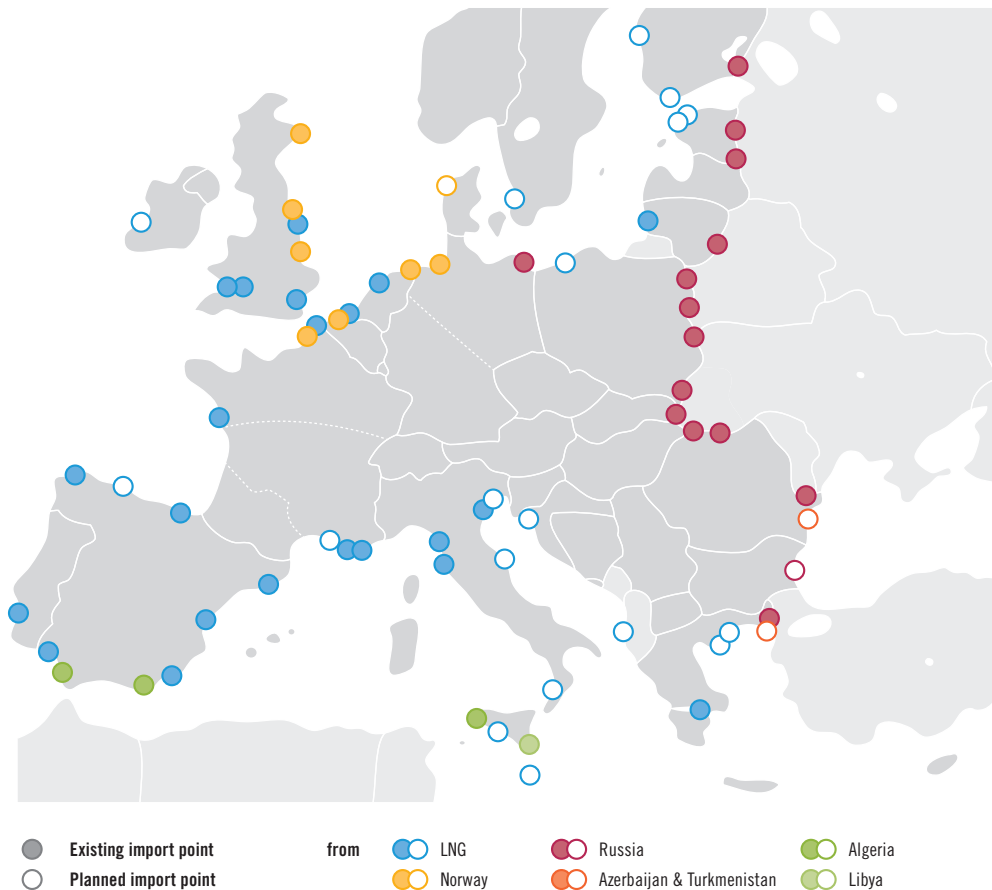 Existing import point from LNG Russia Algeria
Planned import point Norway Azerbaijan & Turkmenistan Libya